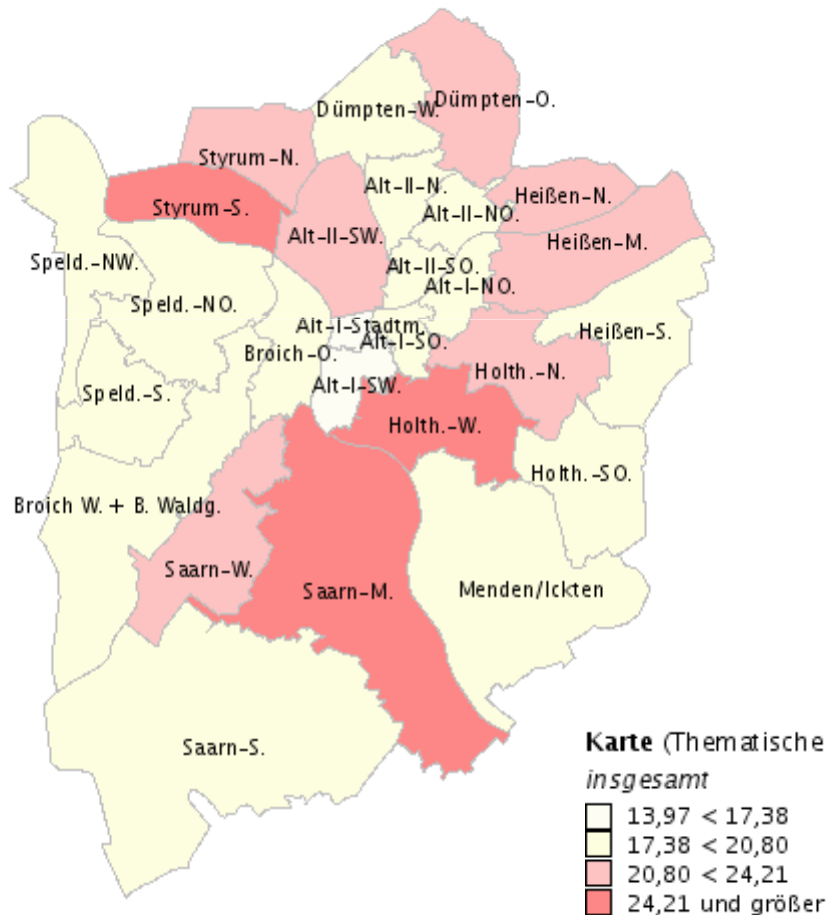 Dümpten-W.
Dümpten-O.
Styrum-N.
Styrum-S.
Alt-II-N.
Alt-II-NO.
Heißen-N.
Alt-II-SW.
Heißen-M.
Speld.-NW.
Alt-II-SO.
Alt-I-NO.
Speld.-NO.
Alt-I-Stadtm.
Alt-I-SO.
Heißen-S.
Broich-O.
Holth.-N.
Alt-I-SW.
Speld.-S.
Holth.-W.
Holth.-SO.
Broich W. + B. Waldg.
Saarn-W.
Saarn-M.
Menden/Ickten
Saarn-S.
Karte (Thematische
insgesamt
13,97 < 17,38
17,38 < 20,80
20,80 < 24,21
24,21 und größer